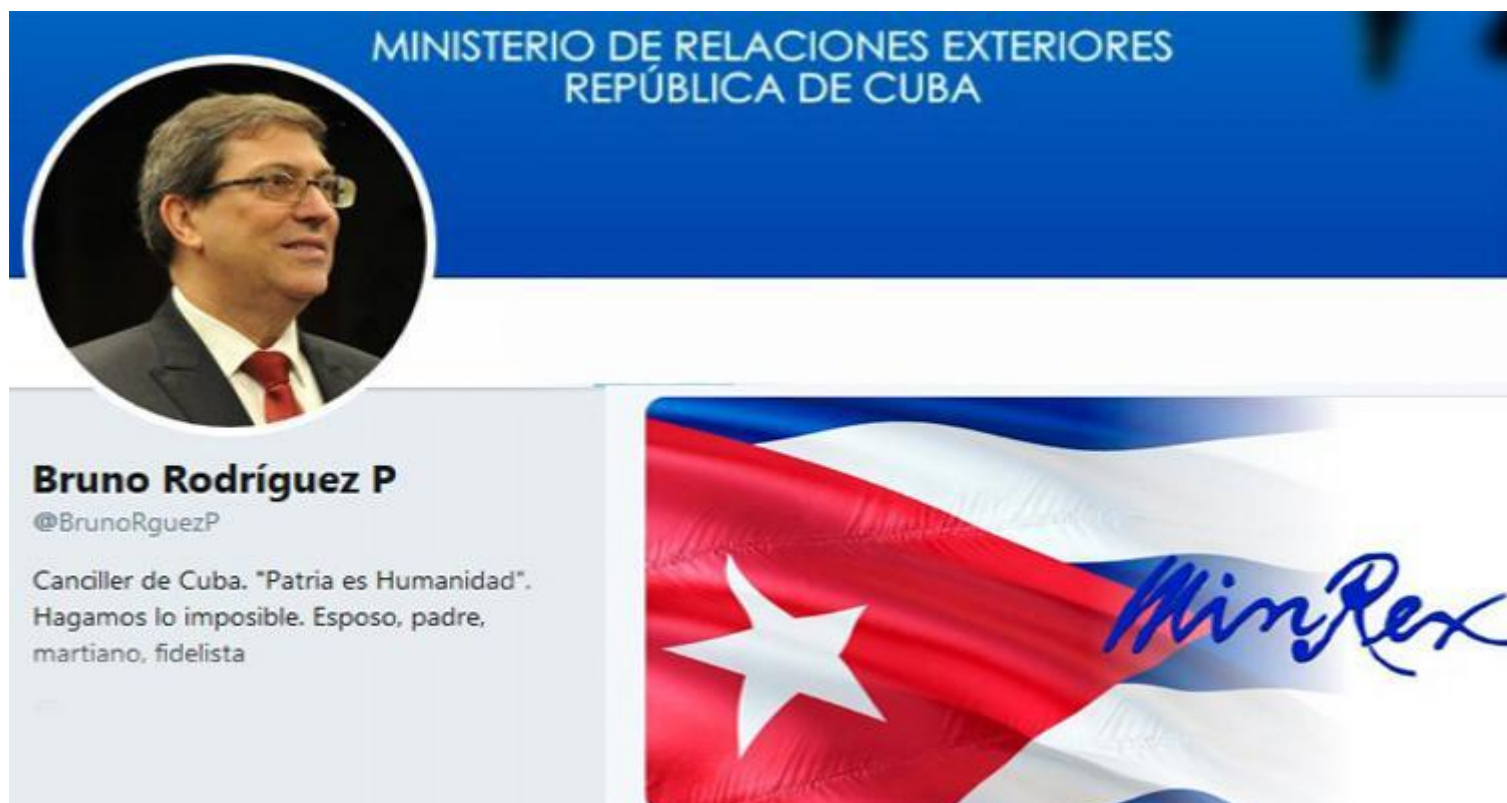 MINISTERIO DE RELACIONES EXTERIORES
REPÚBLICA DE CUBA
Bruno Rodríguez P
@BrunoRguezP
Canciller de Cuba. "Patria es Humanidad".
Hagamos lo imposible. Esposo, padre,
martiano, fidelista
MinRex